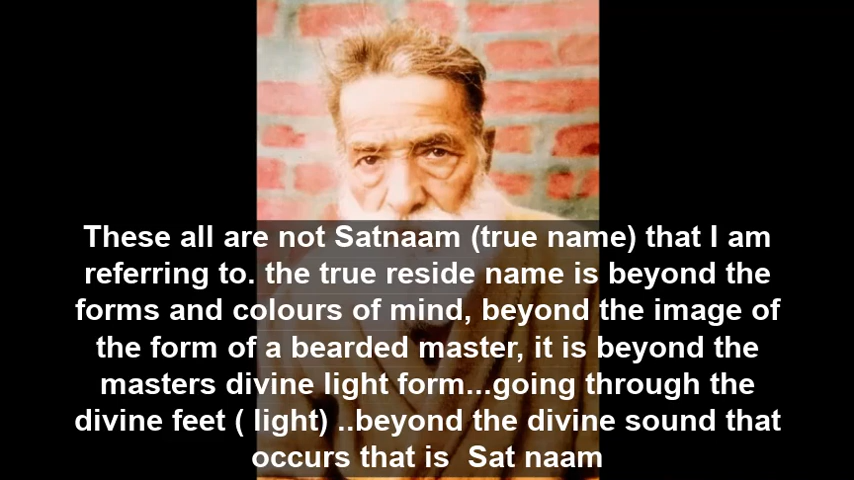 These all are not Satnaam (true name) that I am
referring to. the true reside name is beyond the
forms and colours of mind, beyond the image of
the form of a bearded master, it is beyond the
masters divine light form...going through the
divine feet ( light) ..beyond the divine sound that
occurs that is  Sat naam